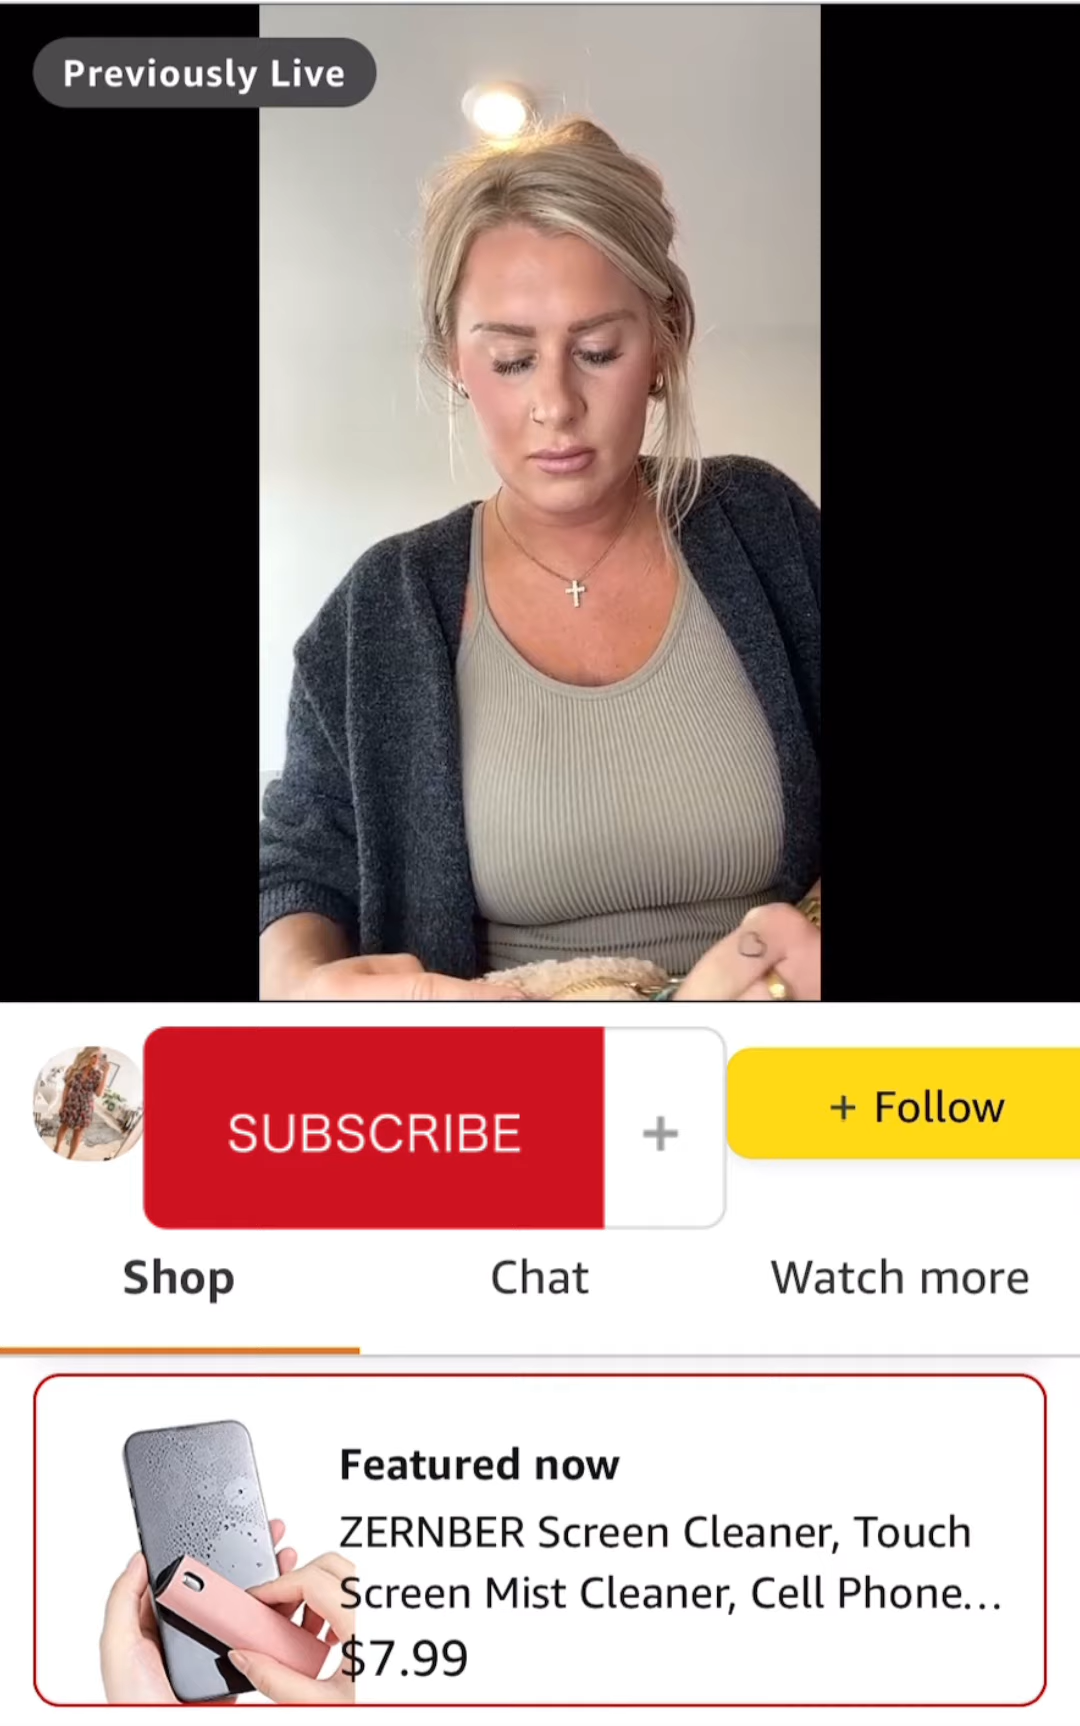 Previously Live
SUBSCRIBE
+
+ Follow
Shop
Chat
Watch more
Featured now
ZERNBER Screen Cleaner, Touch
Screen Mist Cleaner, Cell Phone...
$7.99